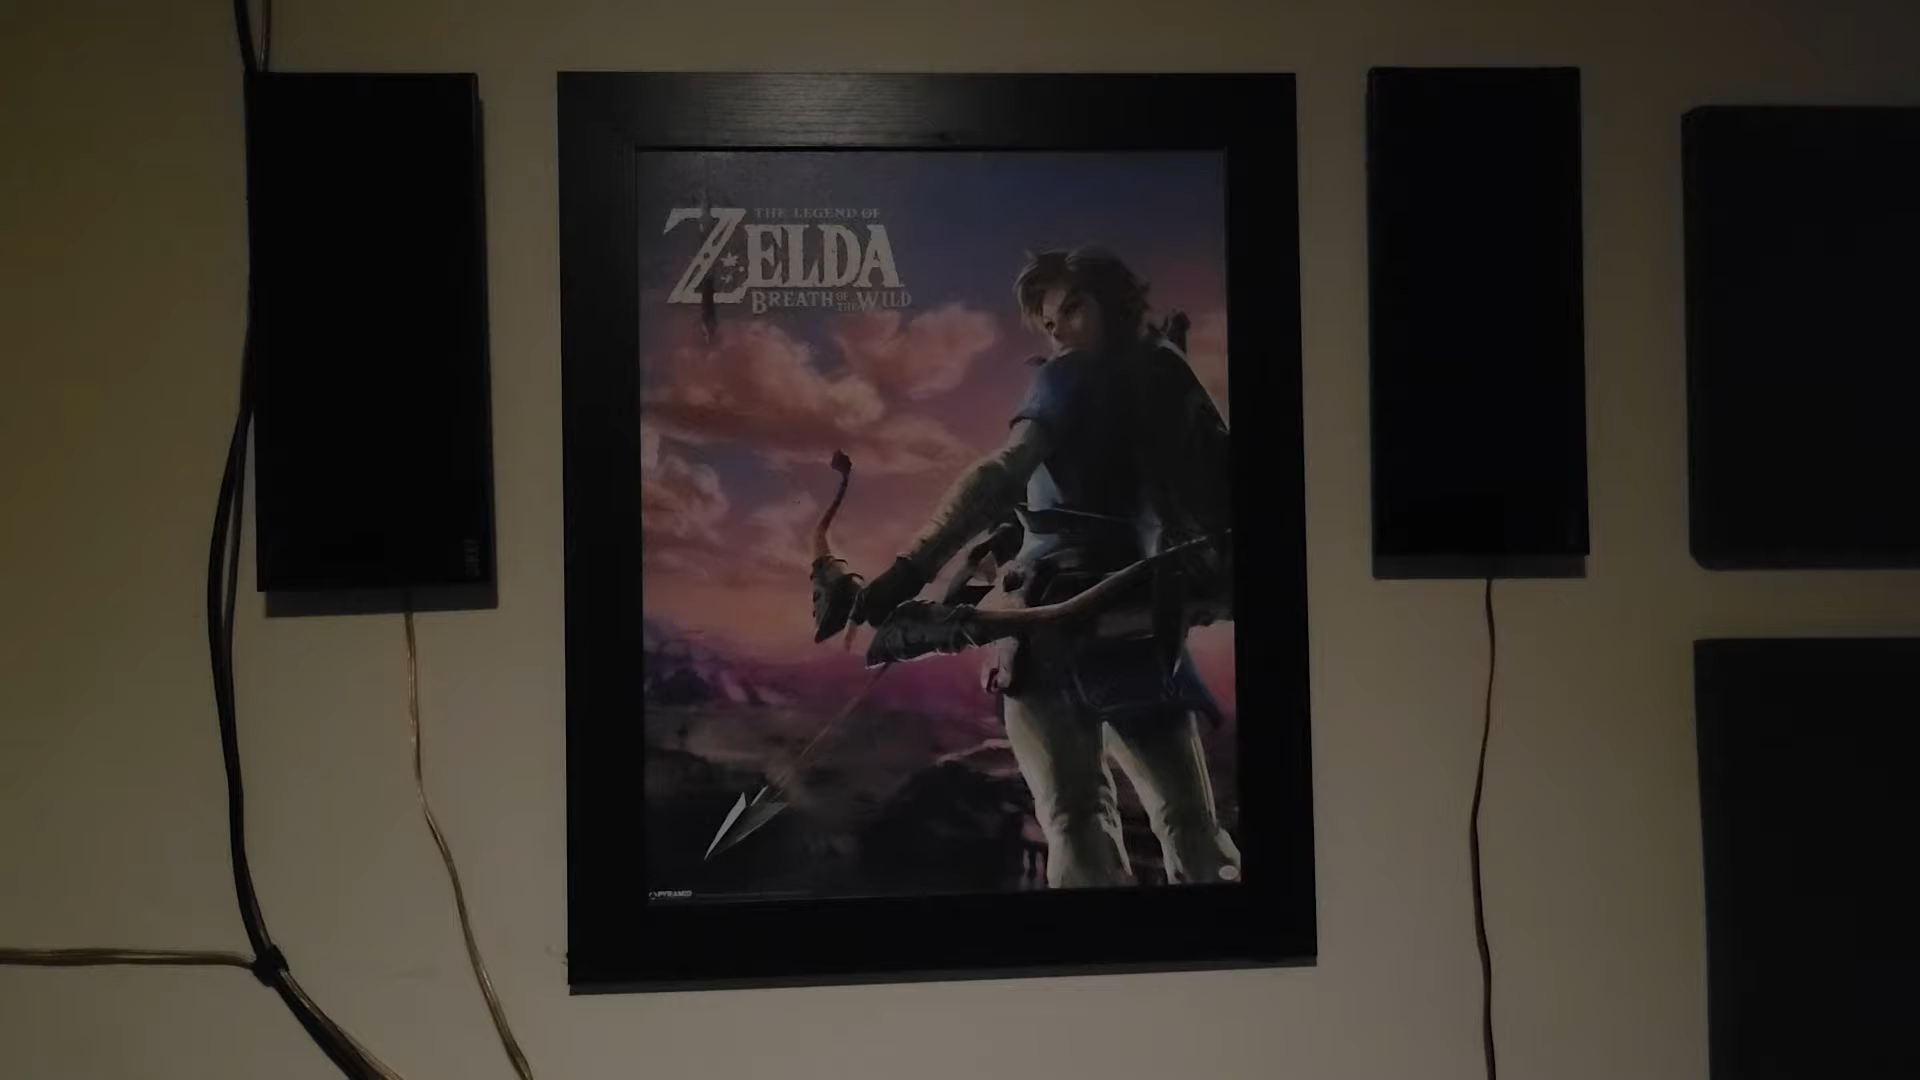 THE LEGEND OF
ZELDA
BREATH OF THE WILD
PYRAMID